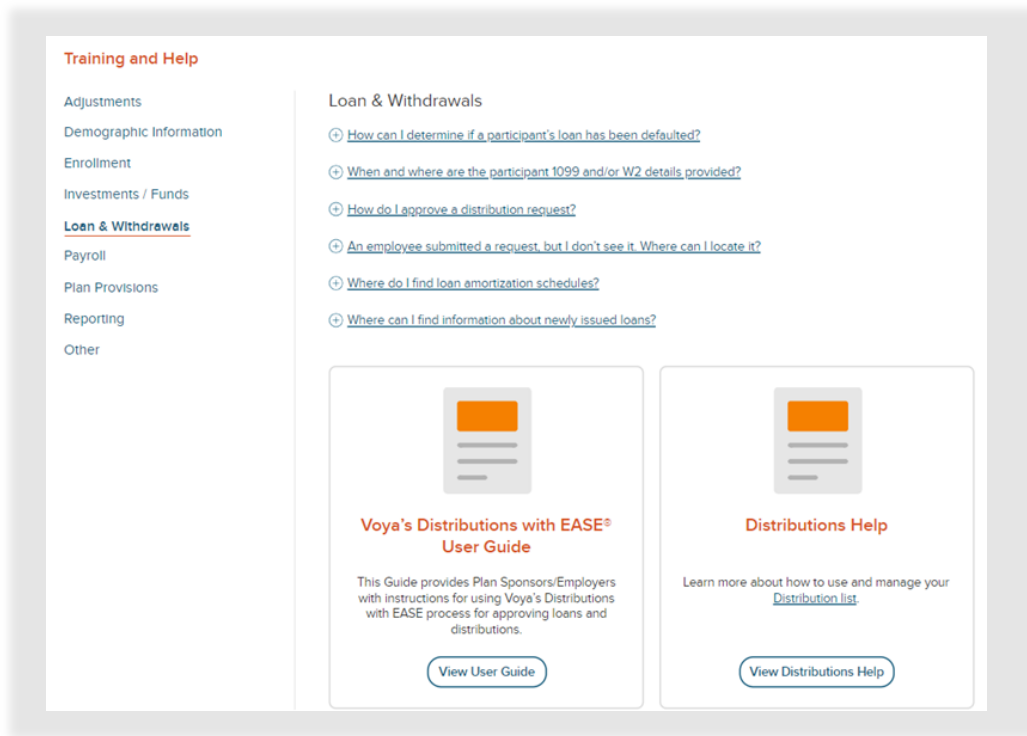 Training and Help
Adjustments
Demographic Information
Enrollment
Investments / Funds
Loan & Withdrawals
Payroll
Plan Provisions
Reporting
Other
Loan & Withdrawals
How can I determine if a participant's loan has been defaulted?
When and where are the participant 1099 and/or W2 details provided?
How do I approve a distribution request?
An employee submitted a request, but I don't see it. Where can I locate it?
Where do I find loan amortization schedules?
Where can I find information about newly issued loans?
Voya's Distributions with EASE®
User Guide
This Guide provides Plan Sponsors/Employers
with instructions for using Voya's Distributions
with EASE process for approving loans and
distributions.
View User Guide
Distributions Help
Learn more about how to use and manage your
Distribution list.
View Distributions Help